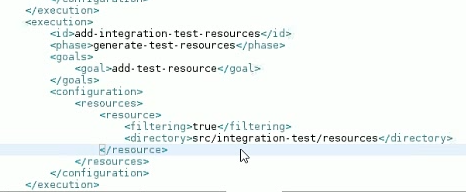 </execution>
<execution>
<id>add-integration-test-resources</id>
<phase>generate-test-resources</phase>
<goals>
<goal>add-test-resource</goal>
</goals>
<configuration>
<resources>
<resource>
<filtering>true</filtering>
<directory>src/integration-test/resources</directory>
</resource>
</resources>
</configuration>
</execution>